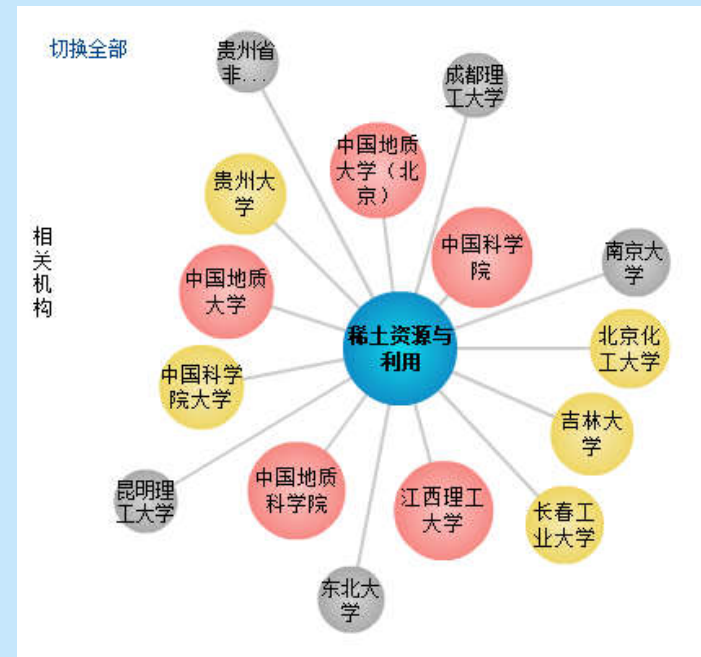 切换全部
贵州省
非...
成都理
工大学
中国地质
大学（北
京）
贵州大
学
中国科学
院
相
关
机
构
南京大
学
中国地质
大学
稀土资源与
利用
北京化
工大学
中国科学
院大学
吉林大
学
昆明理
工大学
中国地质
科学院
江西理工
大学
长春工
业大学
东北大
学